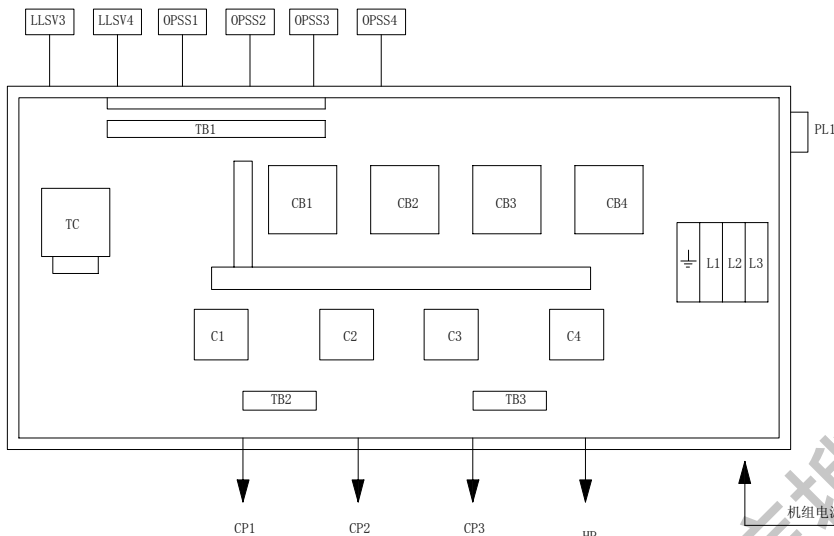 LLSV3 LLSV4 OPSS1 OPSS2 OPSS3 OPSS4
TB1
PL1
CB1 CB2 CB3 CB4
TC
L1 L2 L3
C1 C2 C3 C4
TB2 TB3
机组电
CP1 CP2 CP3